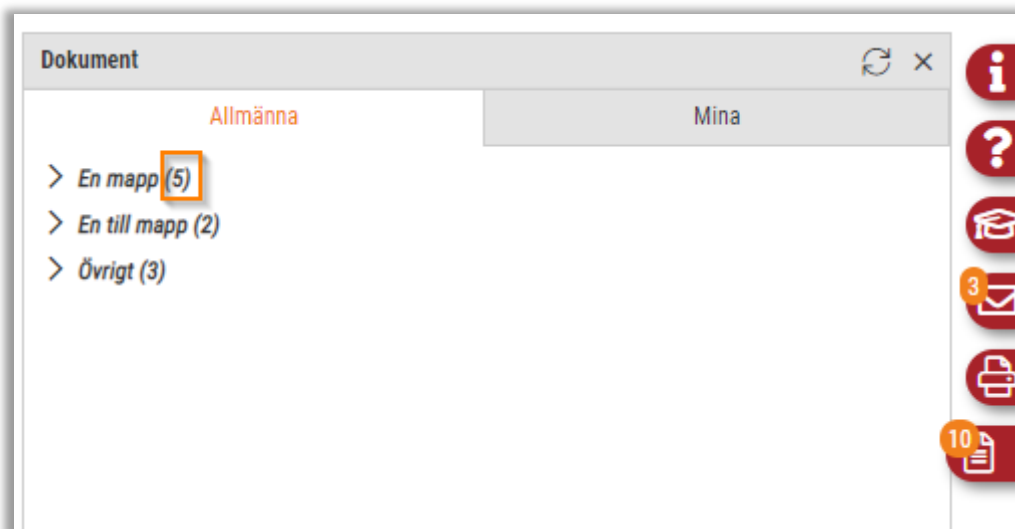 Dokument
Allmänna
Mina
En mapp (5)
En till mapp (2)
Övrigt (3)
3
10